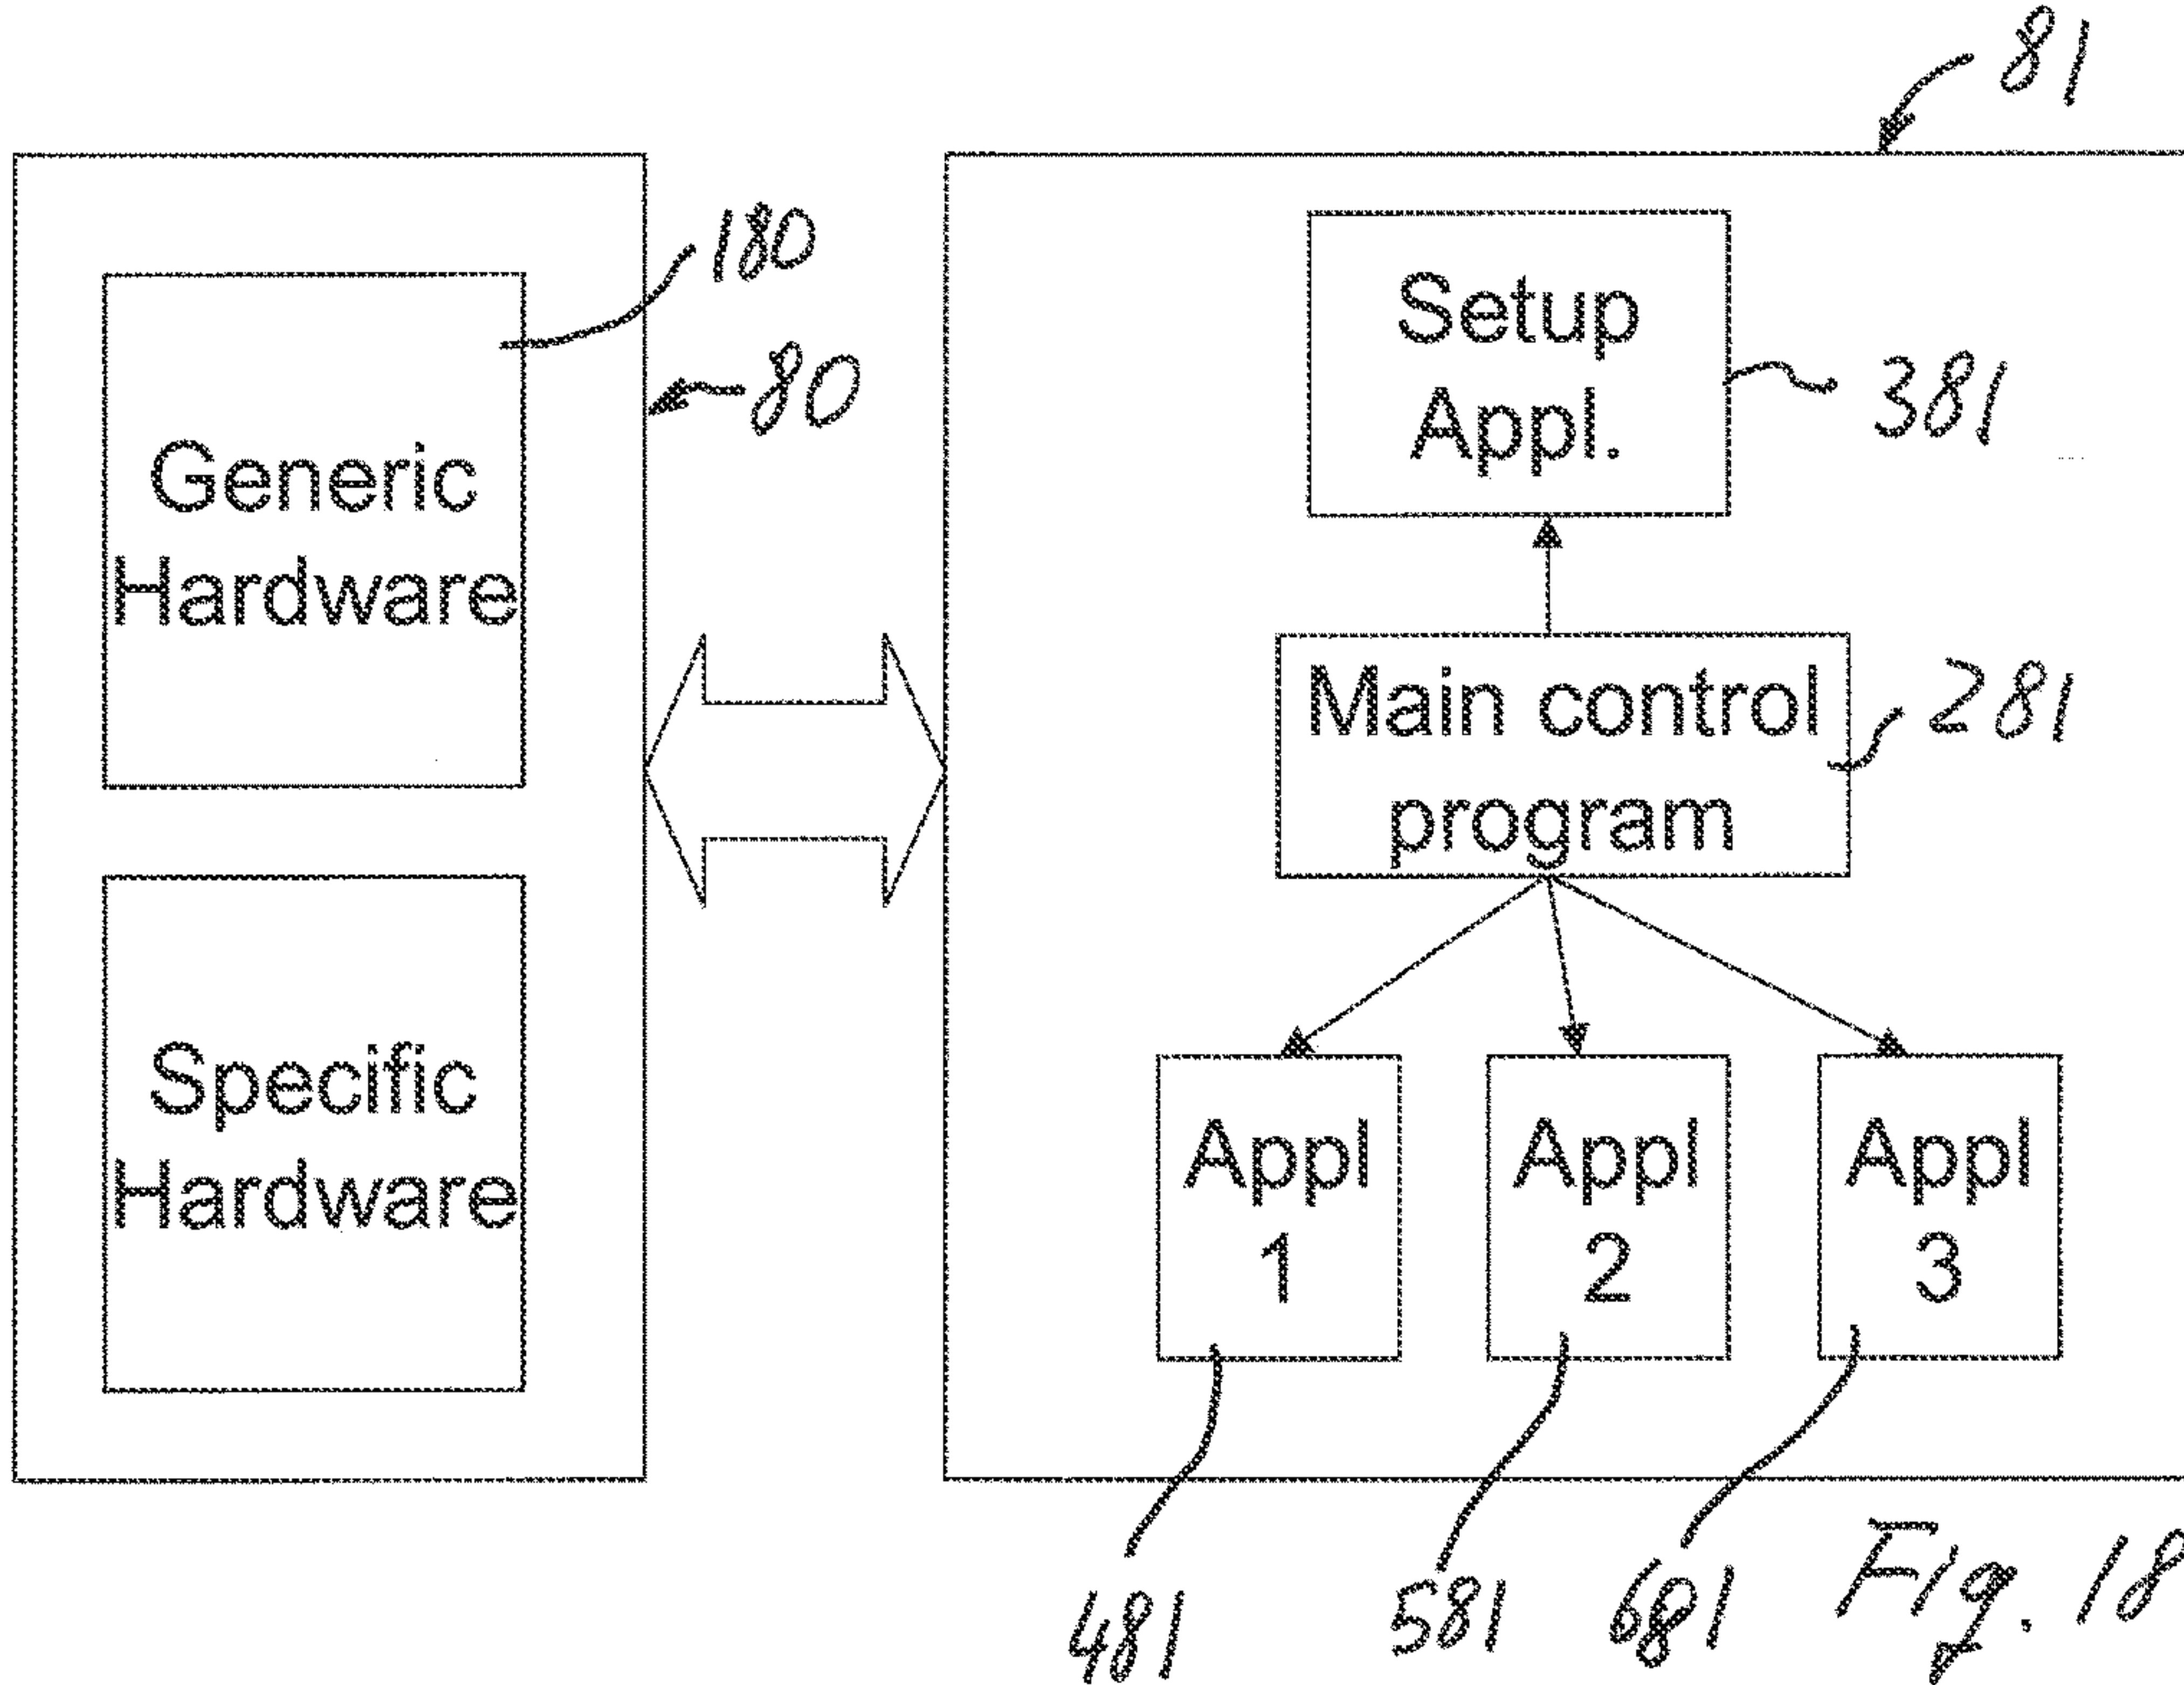 81
180
80
Generic
Hardware
Specific
Hardware
Setup
Appl.
381
Main control
program
281
Appl
1
Appl
2
Appl
3
481
581
681
Fig. 18